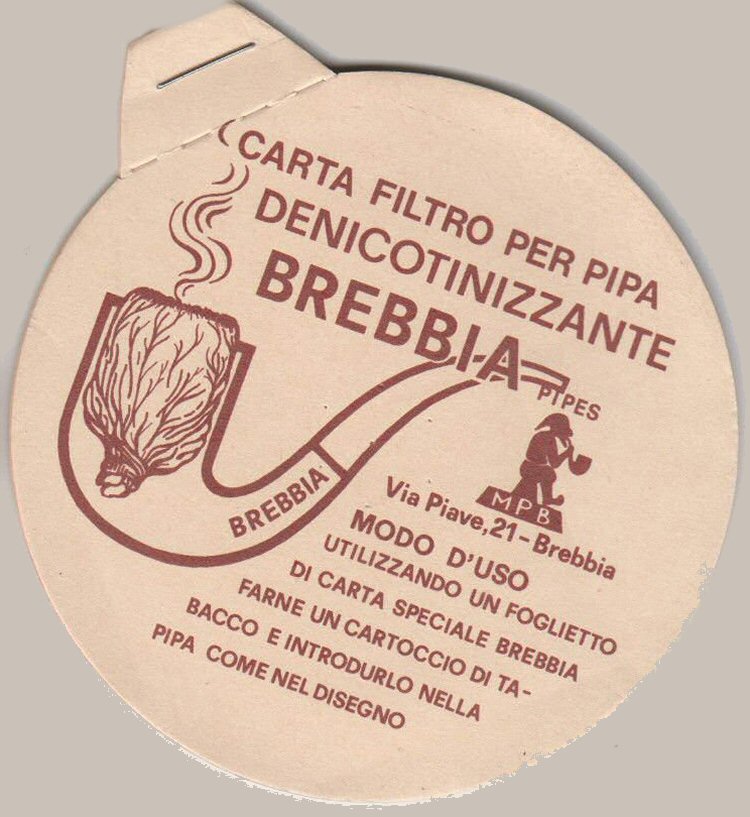 CARTA FILTRO PER PIPA
DENICOTINIZZANTE
BREBBIA
PIPES
MPB
BREBBIA
Via Piave, 21 - Brebbia
MODO D'USO
UTILIZZANDO UN FOGLIETTO
DI CARTA SPECIALE BREBBIA
FARNE UN CARTOCCIO DI TA-
BACCO E INTRODURLO NELLA
PIPA COME NEL DISEGNO